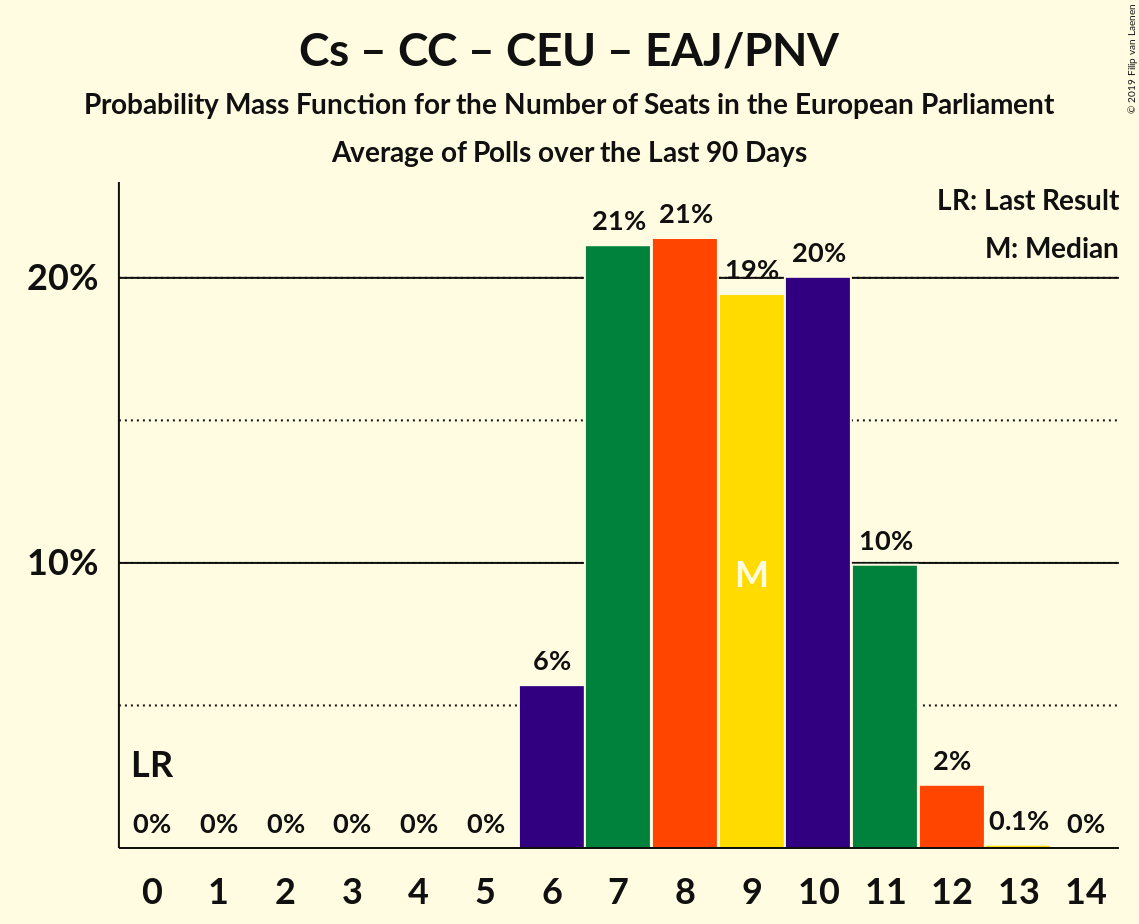 Cs – CC – CEU – EAJ/PNV
Probability Mass Function for the Number of Seats in the European Parliament
Average of Polls over the Last 90 Days
© 2019 Filip van Laenen
LR: Last Result
M: Median
21%
21%
19%
20%
20%
10%
M
10%
6%
LR
2%
0%
0%
0%
0%
0%
0%
0.1%
0%
0 1 2 3 4 5 6 7 8 9 10 11 12 13 14